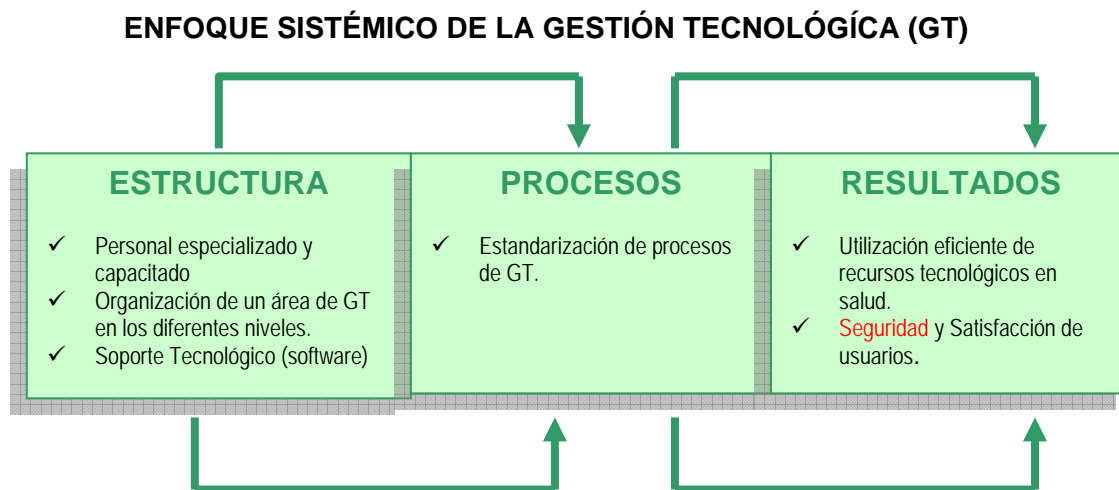 ENFOQUE SISTÉMICO DE LA GESTIÓN TECNOLÓGÍCA (GT)
ESTRUCTURA
✓ Personal especializado y
capacitado
✓ Organización de un área de GT
en los diferentes niveles.
✓ Soporte Tecnológico (software)
PROCESOS
✓ Estandarización de procesos
de GT.
RESULTADOS
✓ Utilización eficiente de
recursos tecnológicos en
salud.
✓ Seguridad y Satisfacción de
usuarios.